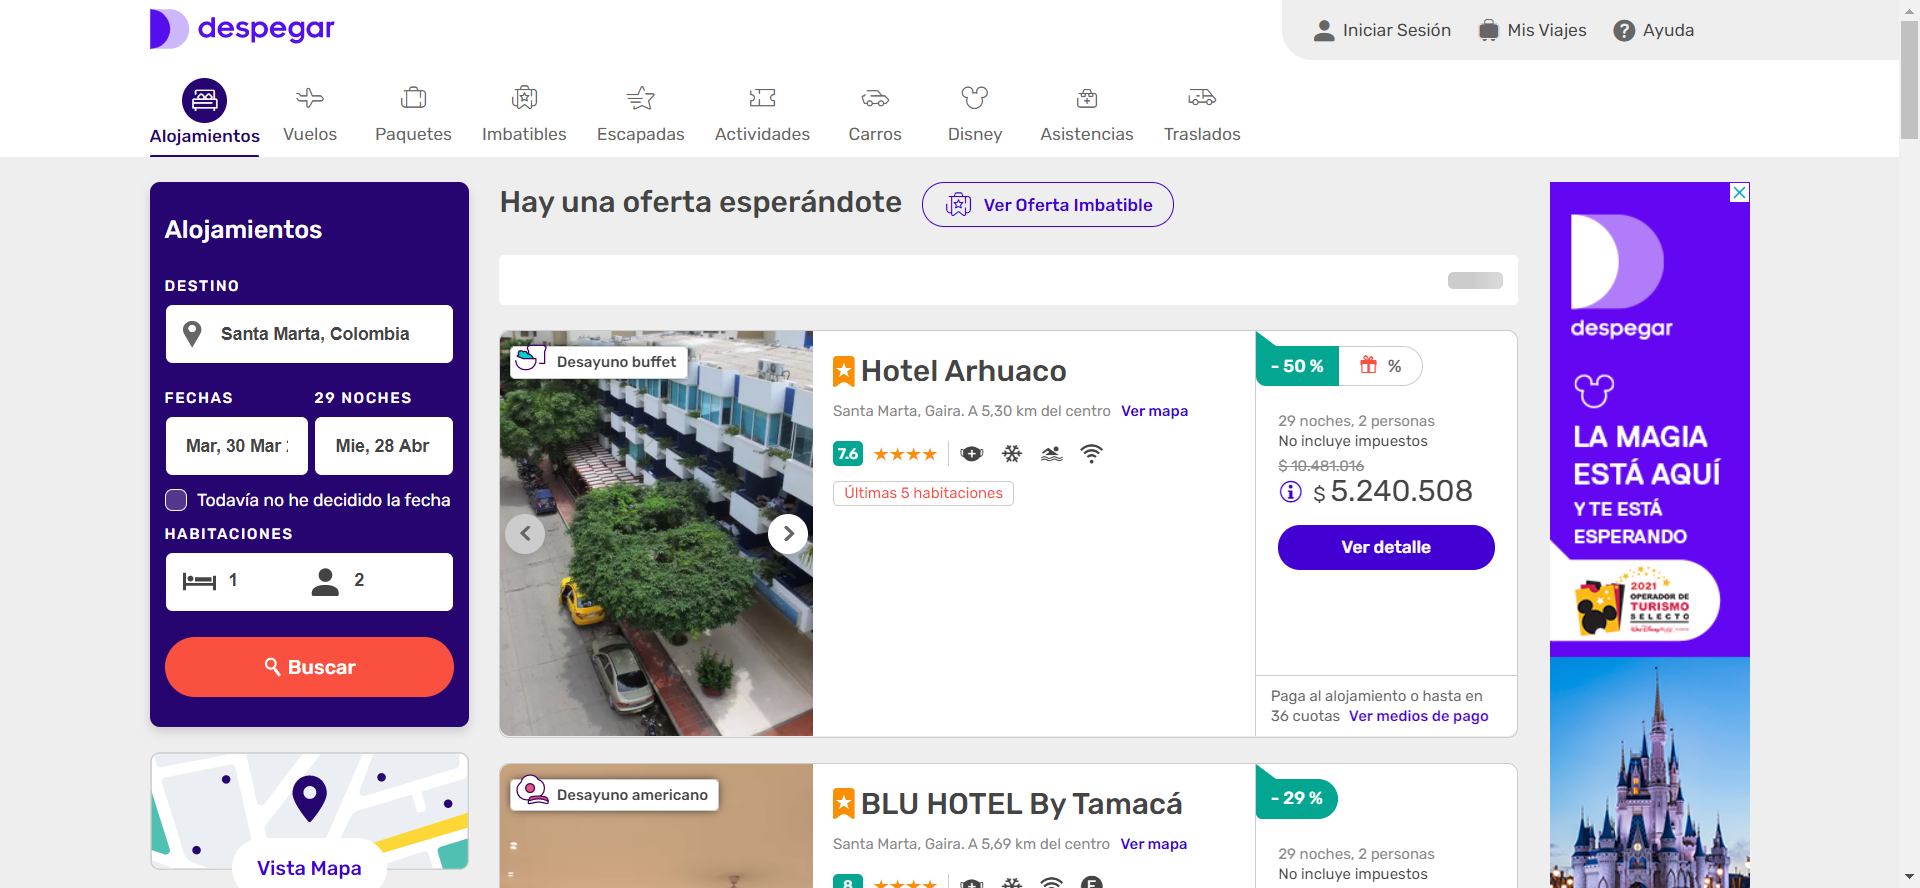 despegar
Iniciar Sesión
Mis Viajes
Ayuda
Alojamientos
Vuelos
Paquetes
Imbatibles
Escapadas
Actividades
Carros
Disney
Asistencias
Traslados
Alojamientos
DESTINO
Santa Marta, Colombia
FECHAS
29 NOCHES
Mar, 30 Mar
Mie, 28 Abr
Todavía no he decidido la fecha
HABITACIONES
1
2
Buscar
Vista Mapa
Hay una oferta esperándote
Ver Oferta Imbatible
Desayuno buffet
Hotel Arhuaco
Santa Marta, Gaira. A 5,30 km del centro Ver mapa
7.6
Últimas 5 habitaciones
- 50 %
%
29 noches, 2 personas
No incluye impuestos
$ 10.481.016
$ 5.240.508
Ver detalle
Paga al alojamiento o hasta en
36 cuotas Ver medios de pago
Desayuno americano
BLU HOTEL By Tamacá
Santa Marta, Gaira. A 5,69 km del centro Ver mapa
8
- 29 %
29 noches, 2 personas
No incluye impuestos
despegar
LA MAGIA
ESTÁ AQUÍ
Y TE ESTÁ
ESPERANDO
2021
OPERADOR DE
TURISMO
SELECTO